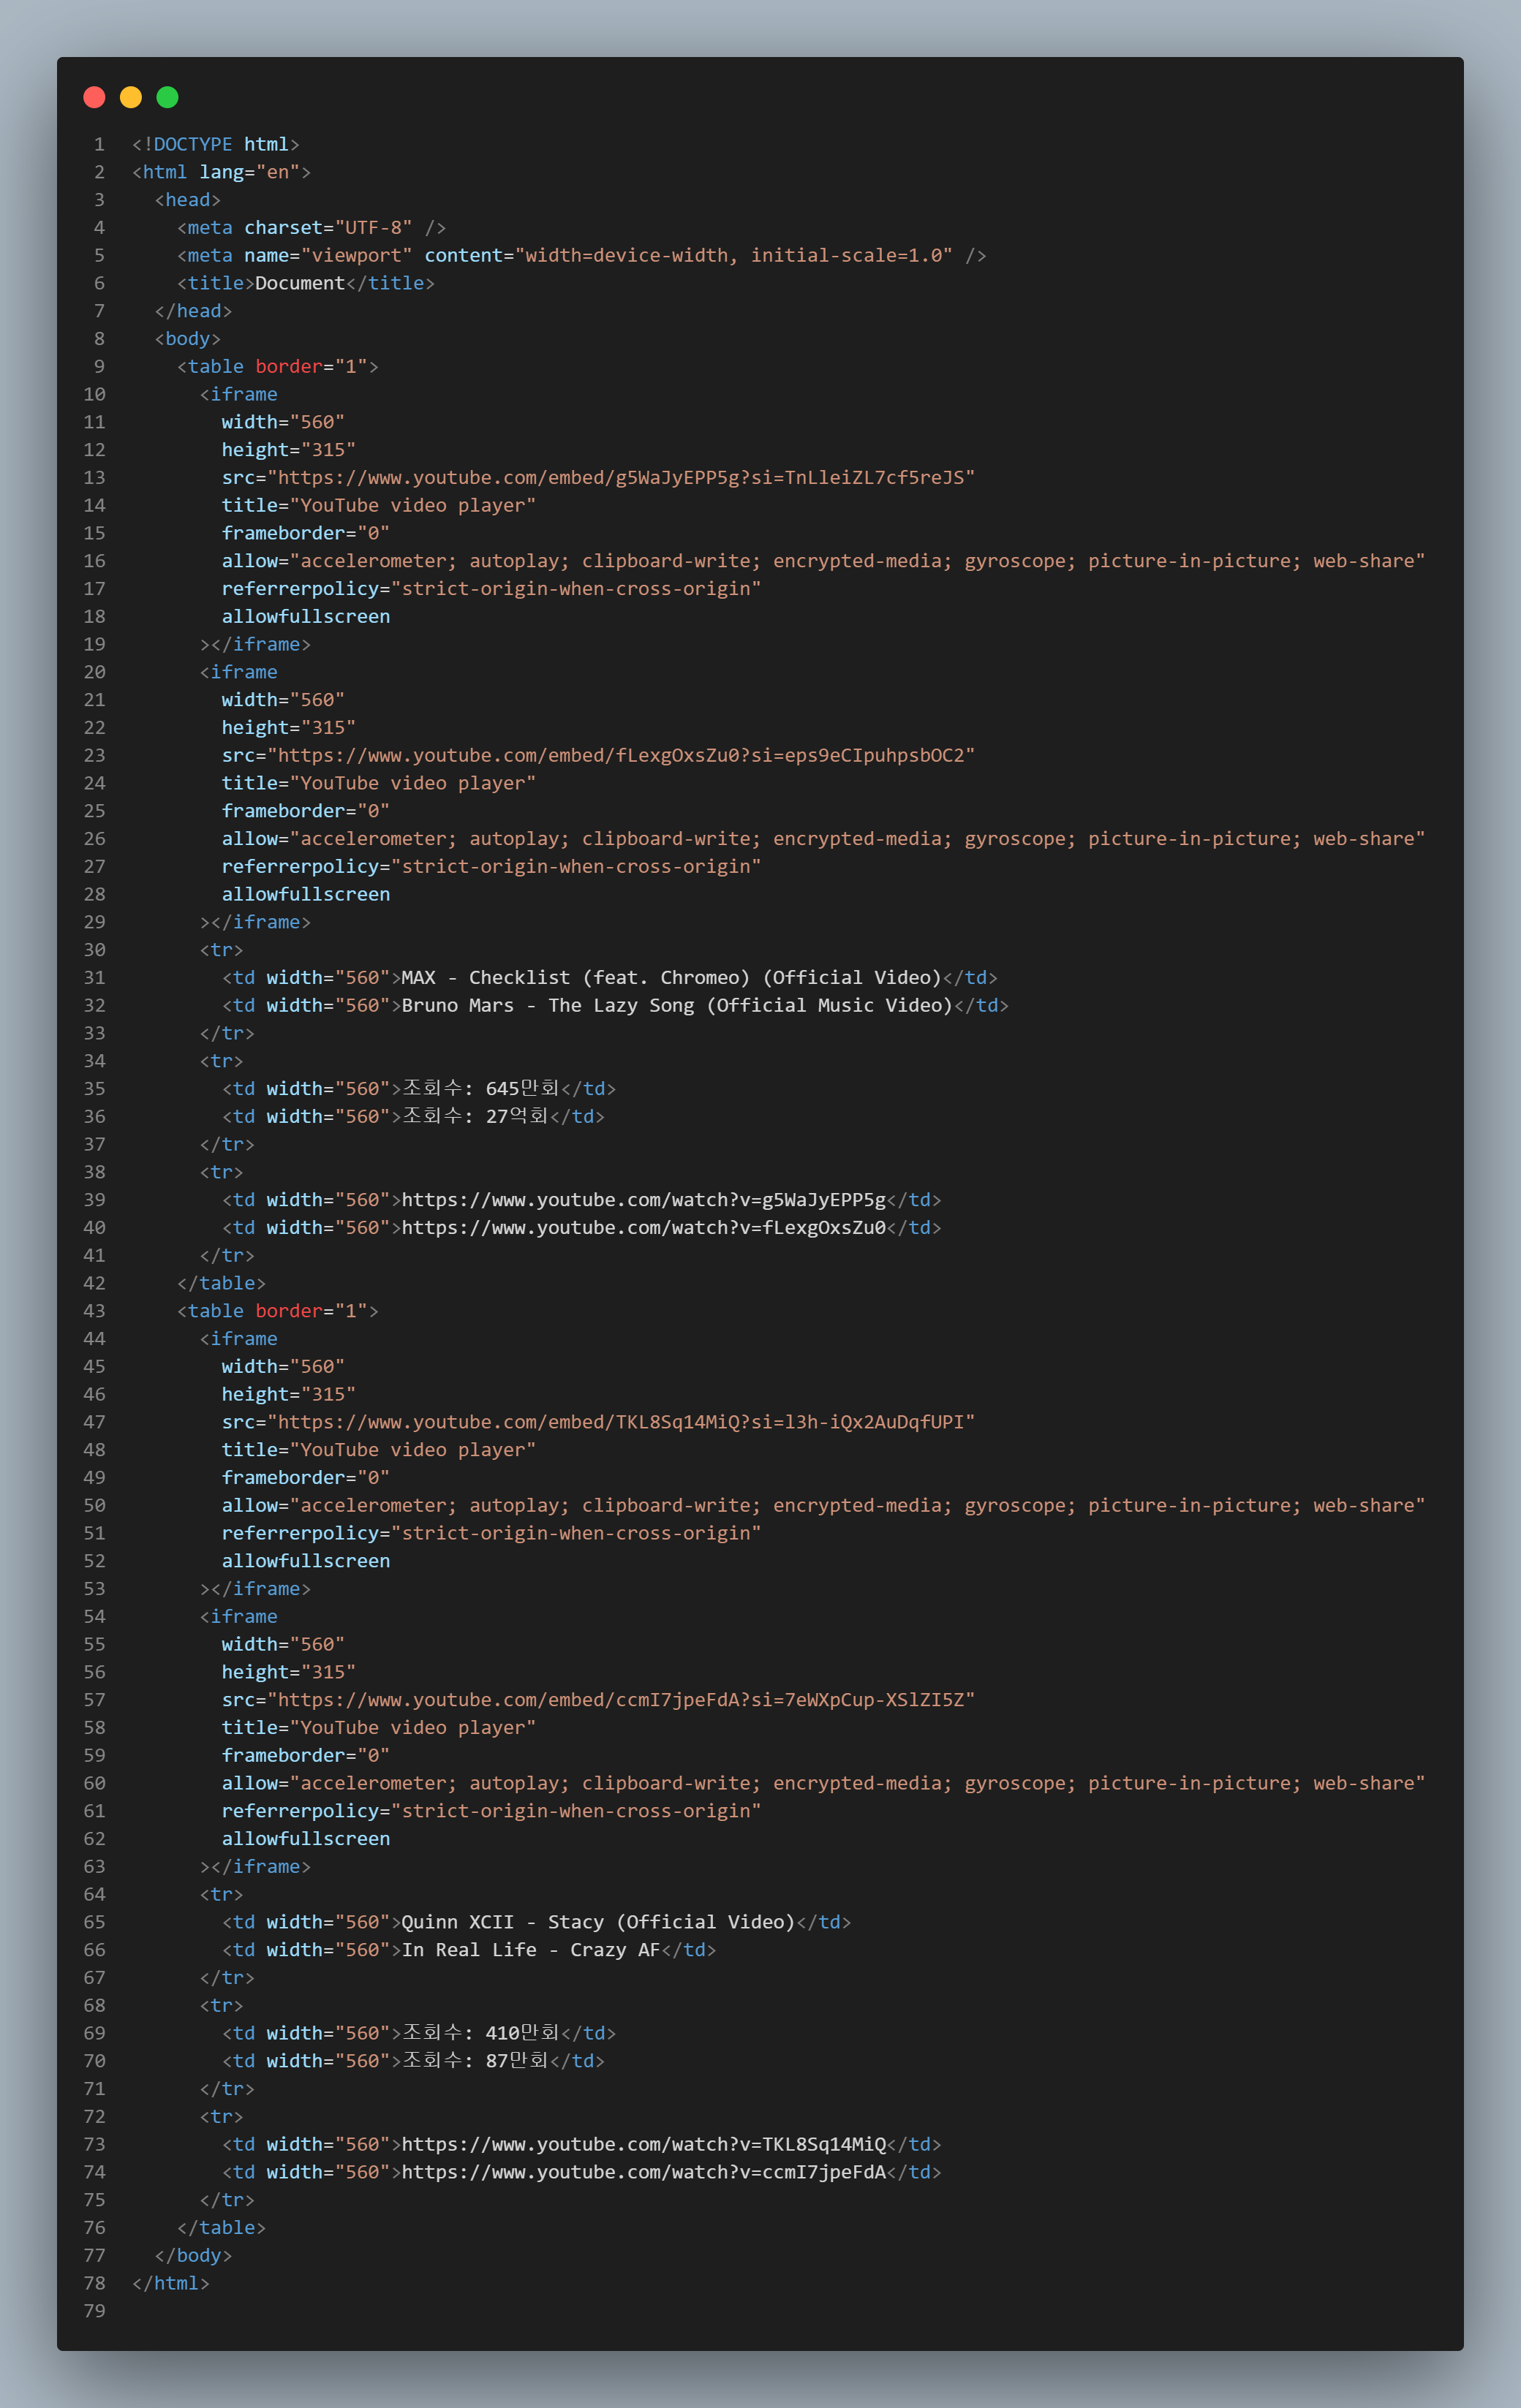 1 <!DOCTYPE html>
2 <html lang="en">
3 <head>
4 <meta charset="UTF-8" />
5 <meta name="viewport" content="width=device-width, initial-scale=1.0" />
6 <title>Document</title>
7 </head>
8 <body>
9 <table border="1">
10 <iframe
11 width="560"
12 height="315"
13 src="https://www.youtube.com/embed/g5WaJyEPP5g?si=TnLleiZL7cf5reJS"
14 title="YouTube video player"
15 frameborder="0"
16 allow="accelerometer; autoplay; clipboard-write; encrypted-media; gyroscope; picture-in-picture; web-share"
17 referrerpolicy="strict-origin-when-cross-origin"
18 allowfullscreen
19 ></iframe>
20 <iframe
21 width="560"
22 height="315"
23 src="https://www.youtube.com/embed/fLexgOxsZu0?si=eps9eCIpuhpsbOC2"
24 title="YouTube video player"
25 frameborder="0"
26 allow="accelerometer; autoplay; clipboard-write; encrypted-media; gyroscope; picture-in-picture; web-share"
27 referrerpolicy="strict-origin-when-cross-origin"
28 allowfullscreen
29 ></iframe>
30 <tr>
31 <td width="560">MAX - Checklist (feat. Chromeo) (Official Video)</td>
32 <td width="560">Bruno Mars - The Lazy Song (Official Music Video)</td>
33 </tr>
34 <tr>
35 <td width="560">조회수: 645만회</td>
36 <td width="560">조회수: 27억회</td>
37 </tr>
38 <tr>
39 <td width="560">https://www.youtube.com/watch?v=g5WaJyEPP5g</td>
40 <td width="560">https://www.youtube.com/watch?v=fLexgOxsZu0</td>
41 </tr>
42 </table>
43 <table border="1">
44 <iframe
45 width="560"
46 height="315"
47 src="https://www.youtube.com/embed/TKL8Sq14MiQ?si=l3h-iQx2AuDqfUPI"
48 title="YouTube video player"
49 frameborder="0"
50 allow="accelerometer; autoplay; clipboard-write; encrypted-media; gyroscope; picture-in-picture; web-share"
51 referrerpolicy="strict-origin-when-cross-origin"
52 allowfullscreen
53 ></iframe>
54 <iframe
55 width="560"
56 height="315"
57 src="https://www.youtube.com/embed/ccmI7jpeFdA?si=7eWXpCup-XSlZI5Z"
58 title="YouTube video player"
59 frameborder="0"
60 allow="accelerometer; autoplay; clipboard-write; encrypted-media; gyroscope; picture-in-picture; web-share"
61 referrerpolicy="strict-origin-when-cross-origin"
62 allowfullscreen
63 ></iframe>
64 <tr>
65 <td width="560">Quinn XCII - Stacy (Official Video)</td>
66 <td width="560">In Real Life - Crazy AF</td>
67 </tr>
68 <tr>
69 <td width="560">조회수: 410만회</td>
70 <td width="560">조회수: 87만회</td>
71 </tr>
72 <tr>
73 <td width="560">https://www.youtube.com/watch?v=TKL8Sq14MiQ</td>
74 <td width="560">https://www.youtube.com/watch?v=ccmI7jpeFdA</td>
75 </tr>
76 </table>
77 </body>
78 </html>
79